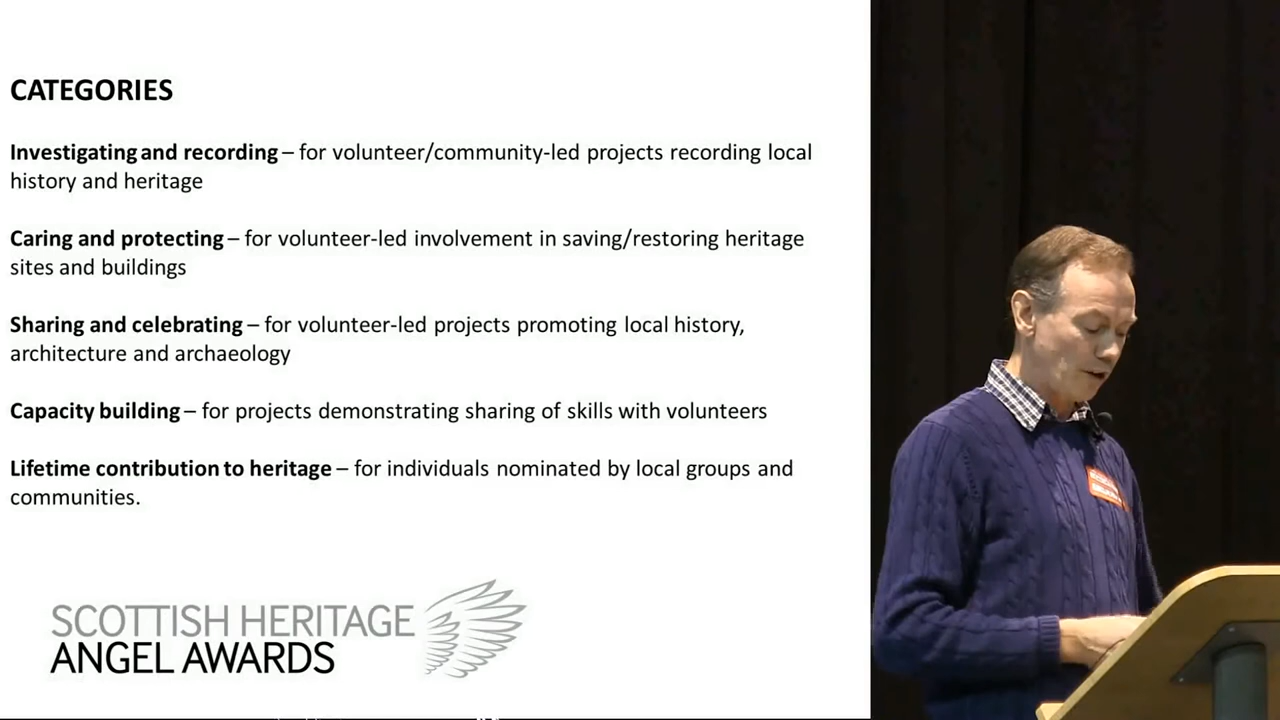 CATEGORIES
Investigating and recording – for volunteer/community-led projects recording local
history and heritage
Caring and protecting – for volunteer-led involvement in saving/restoring heritage
sites and buildings
Sharing and celebrating – for volunteer-led projects promoting local history,
architecture and archaeology
Capacity building – for projects demonstrating sharing of skills with volunteers
Lifetime contribution to heritage – for individuals nominated by local groups and
communities.
SCOTTISH HERITAGE
ANGEL AWARDS